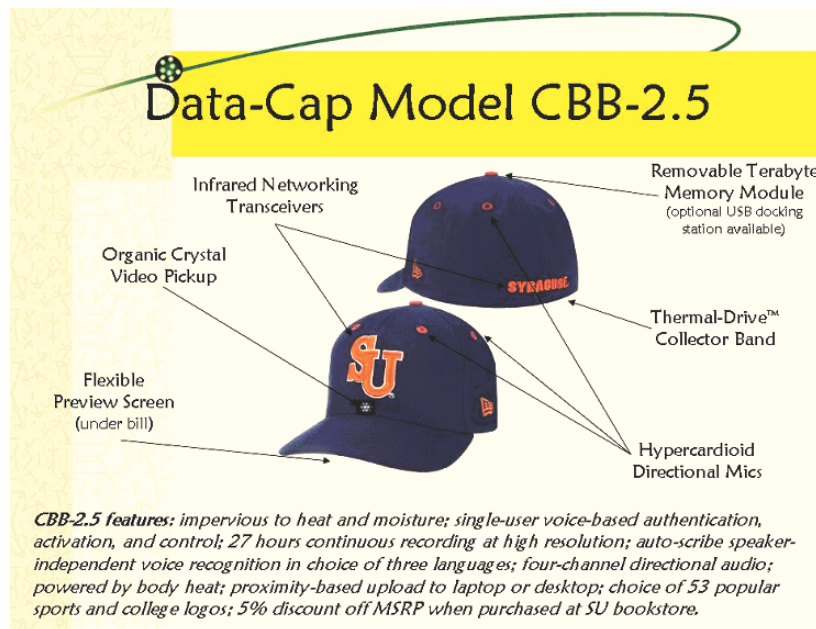 Data-Cap Model CBB-2.5
Infrared Networking
Transceivers
Removable Terabyte
Memory Module
(optional USB docking
station available)
Organic Crystal
Video Pickup
SYRACUSE
Thermal-Drive™
Collector Band
SU
Flexible
Preview Screen
(under bill)
Hypercardioid
Directional Mics
CBB-2.5 features: impervious to heat and moisture; single-user voice-based authentication,
activation, and control; 27 hours continuous recording at high resolution; auto-scribe speaker-
independent voice recognition in choice of three languages; four-channel directional audio;
powered by body heat; proximity-based upload to laptop or desktop; choice of 53 popular
sports and college logos; 5% discount off MSRP when purchased at SU bookstore.